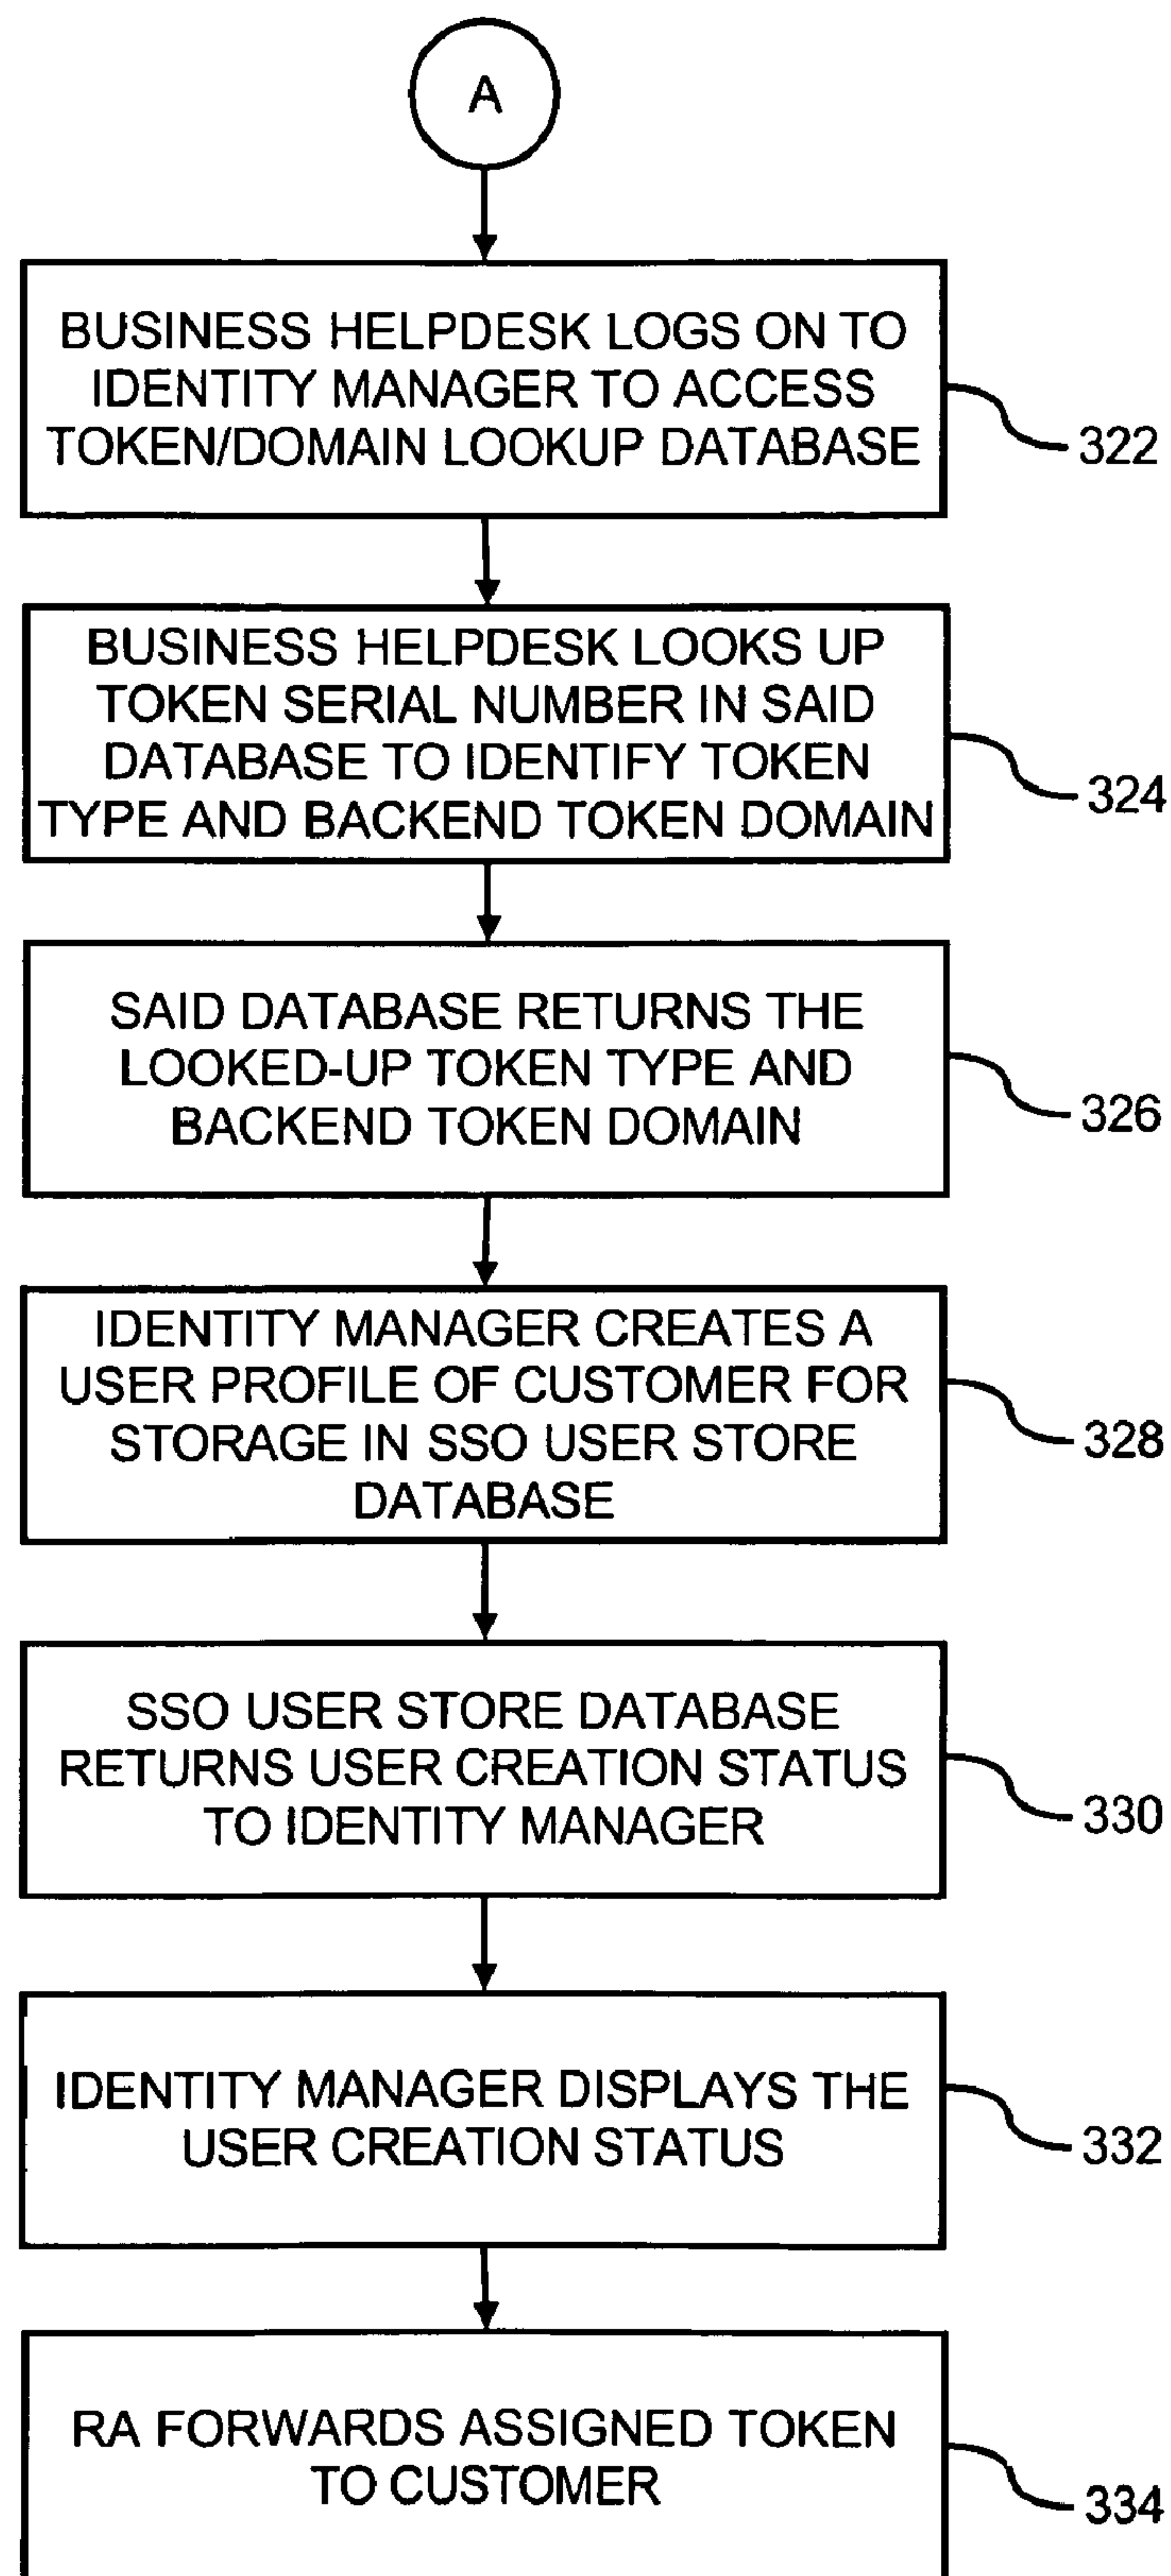 A
BUSINESS HELPDESK LOGS ON TO
IDENTITY MANAGER TO ACCESS
TOKEN/DOMAIN LOOKUP DATABASE
322
BUSINESS HELPDESK LOOKS UP
TOKEN SERIAL NUMBER IN SAID
DATABASE TO IDENTIFY TOKEN
TYPE AND BACKEND TOKEN DOMAIN
324
SAID DATABASE RETURNS THE
LOOKED-UP TOKEN TYPE AND
BACKEND TOKEN DOMAIN
326
IDENTITY MANAGER CREATES A
USER PROFILE OF CUSTOMER FOR
STORAGE IN SSO USER STORE
DATABASE
328
SSO USER STORE DATABASE
RETURNS USER CREATION STATUS
TO IDENTITY MANAGER
330
IDENTITY MANAGER DISPLAYS THE
USER CREATION STATUS
332
RA FORWARDS ASSIGNED TOKEN
TO CUSTOMER
334